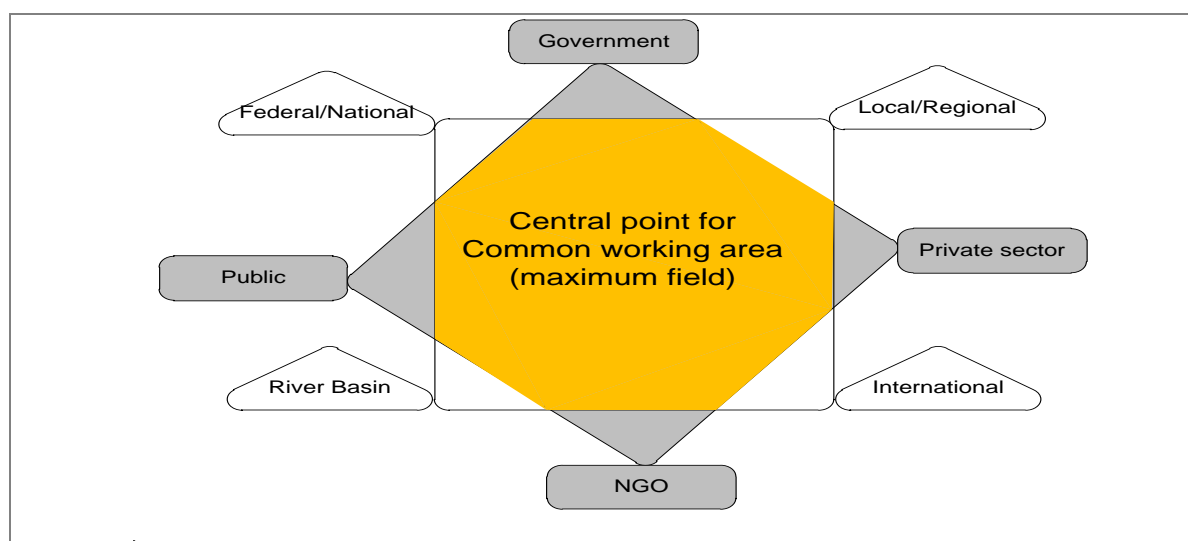 Government
Federal/National
Local/Regional
Central point for
Common working area
(maximum field)
Private sector
Public
River Basin
International
NGO